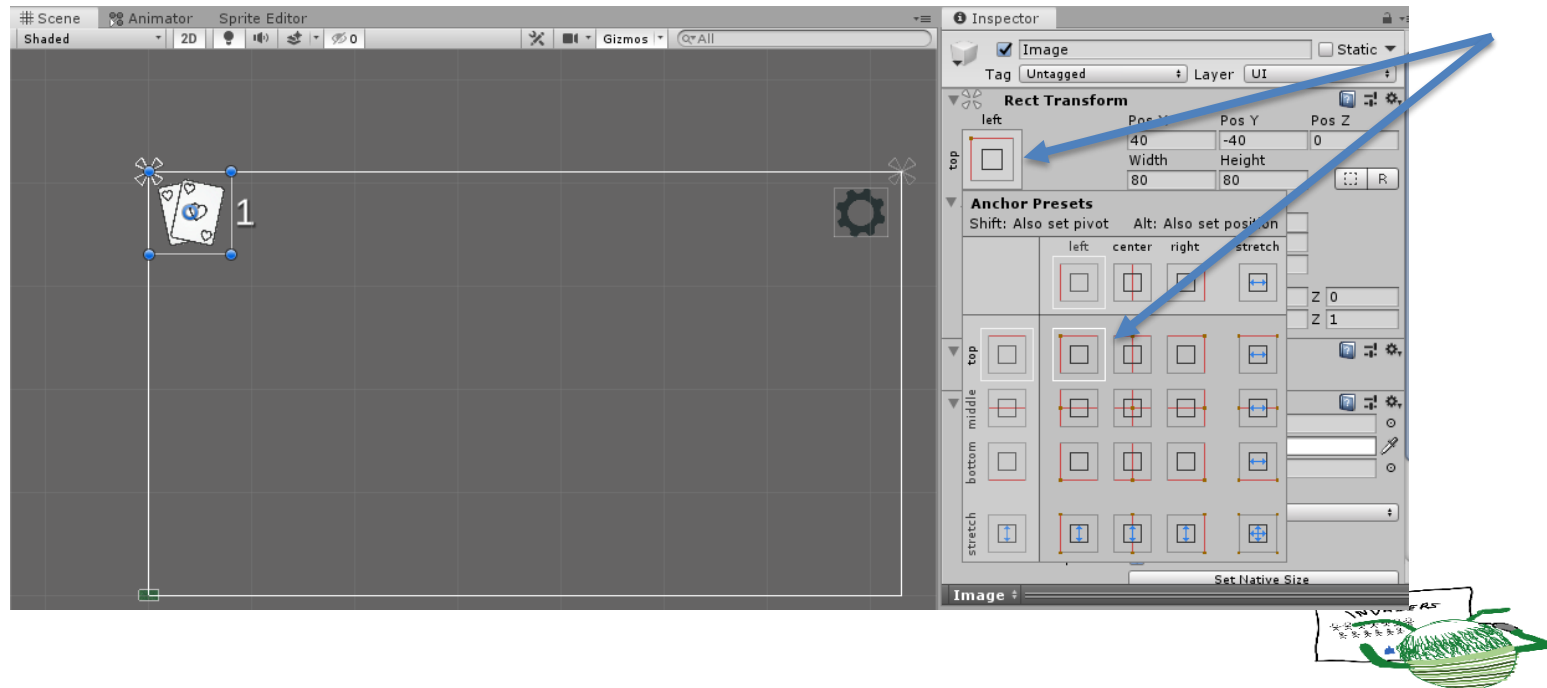 Scene Animator Sprite Editor
Shaded 2D 0 Gizmos All
1
Inspector
Image Static
Tag Untagged Layer UI
Rect Transform
left Pos Y Pos Z
top
40 -40 0
Width Height
80 80 R
Anchor Presets
Shift: Also set pivot Alt: Also set position
left center right stretch
Z 0
Z 1
top
middle
bottom
stretch
Set Native Size
Image
INVADERS